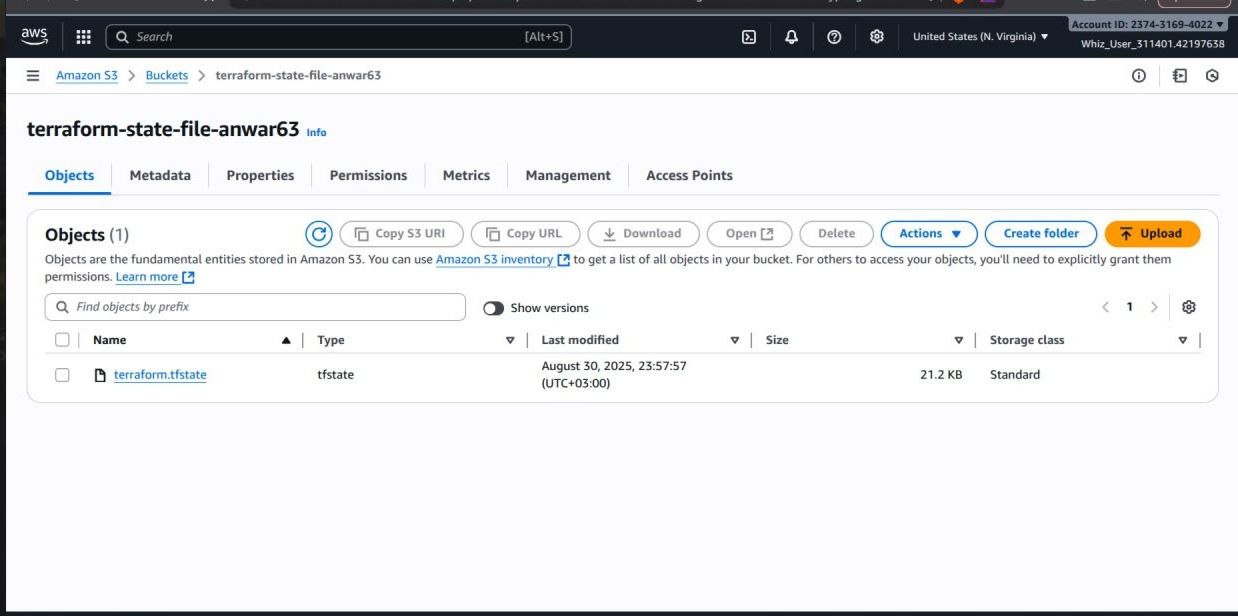 aws
Search [Alt+S] United States (N. Virginia) ▼ Account ID: 2374-3169-4022 ▼
Whiz_User_311401.42197638
Amazon S3 > Buckets > terraform-state-file-anwar63
terraform-state-file-anwar63 Info
Objects Metadata Properties Permissions Metrics Management Access Points
Objects (1) Copy S3 URI Copy URL Download Open Delete Actions ▼ Create folder Upload
Objects are the fundamental entities stored in Amazon S3. You can use Amazon S3 inventory to get a list of all objects in your bucket. For others to access your objects, you'll need to explicitly grant them
permissions. Learn more
Find objects by prefix Show versions 1
Name Type Last modified Size Storage class
terraform.tfstate tfstate August 30, 2025, 23:57:57 21.2 KB Standard
(UTC+03:00)